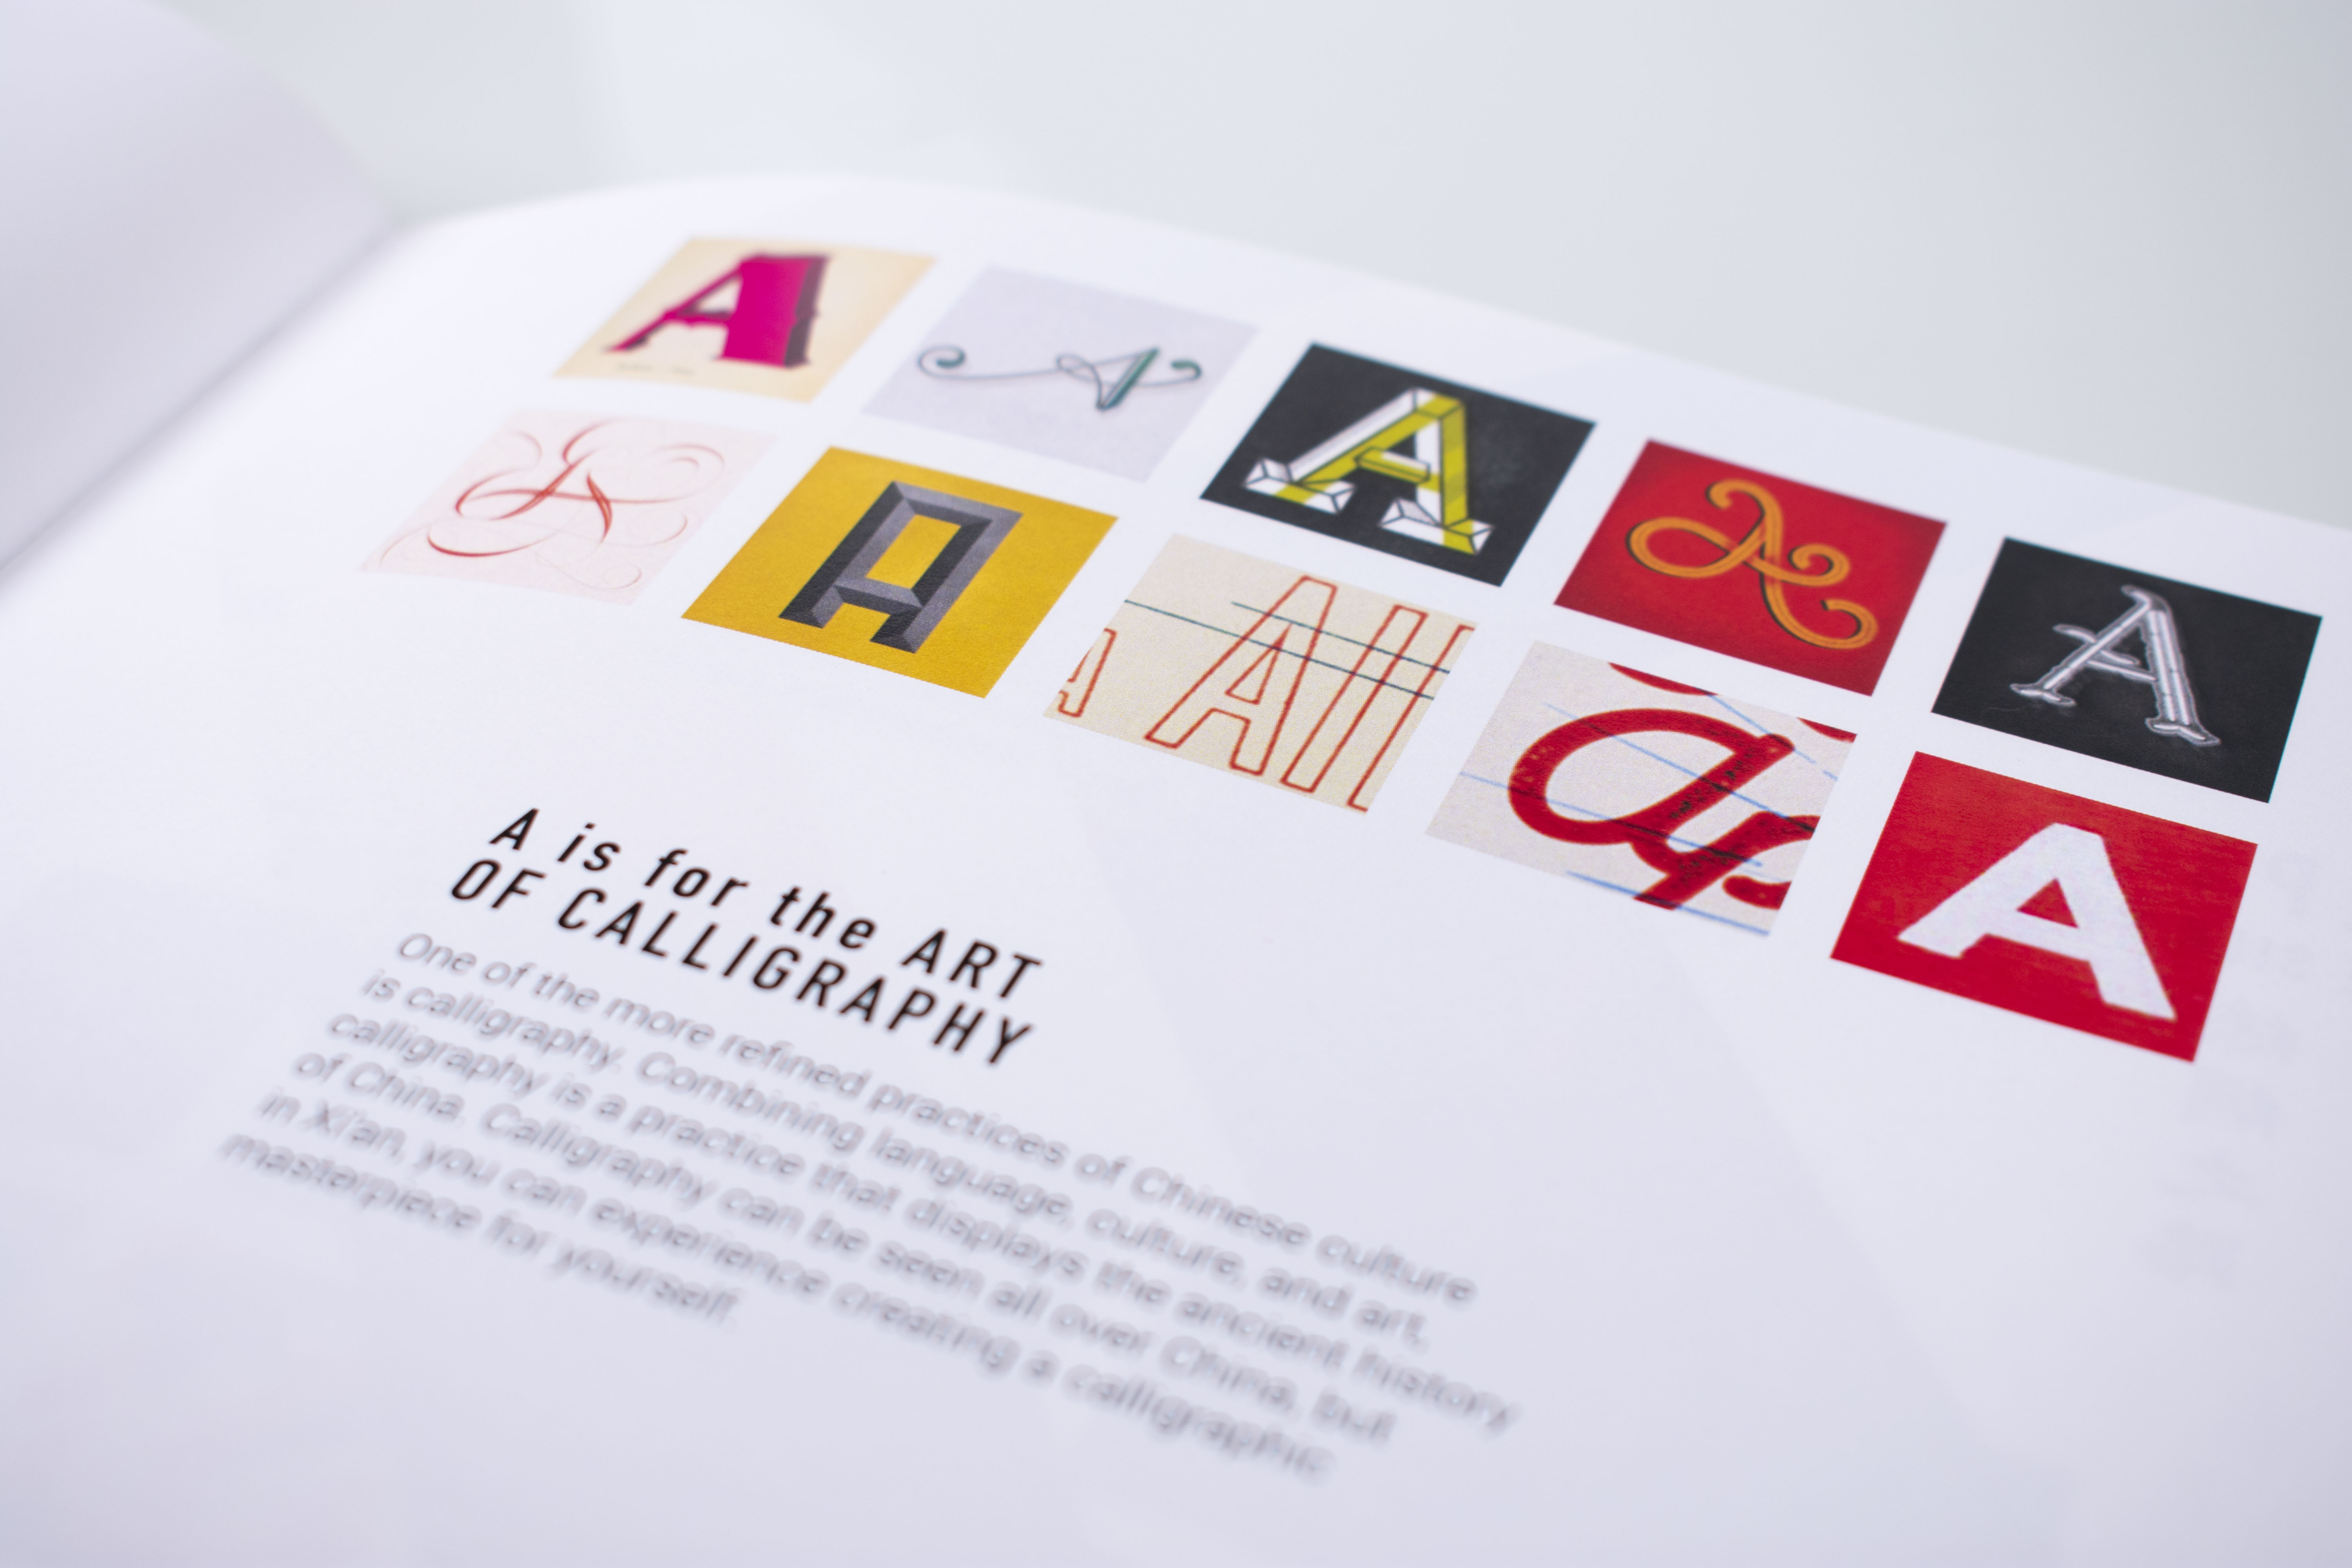 A
A
A
A
A
A
A
A All
a
A
A is for the ART
OF CALLIGRAPHY
One of the more refined practices of Chinese culture
is calligraphy. Combining language, culture, and art,
calligraphy is a practice that displays the ancient history
of China. Calligraphy can be seen all over China, but
in Xi'an, you can experience creating a calligraphic
masterpiece for yourself.